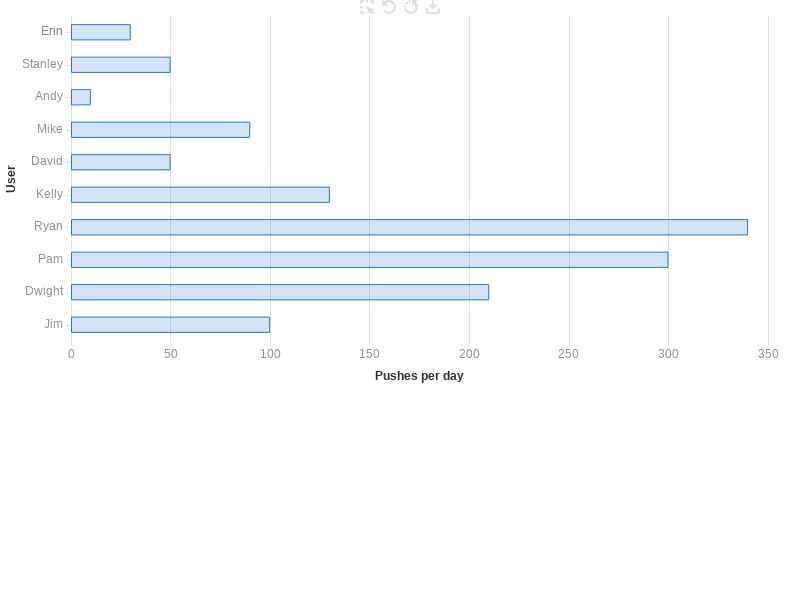 Erin
Stanley
Andy
Mike
David
Kelly
Ryan
Pam
Dwight
Jim
User
0 50 100 150 200 250 300 350
Pushes per day